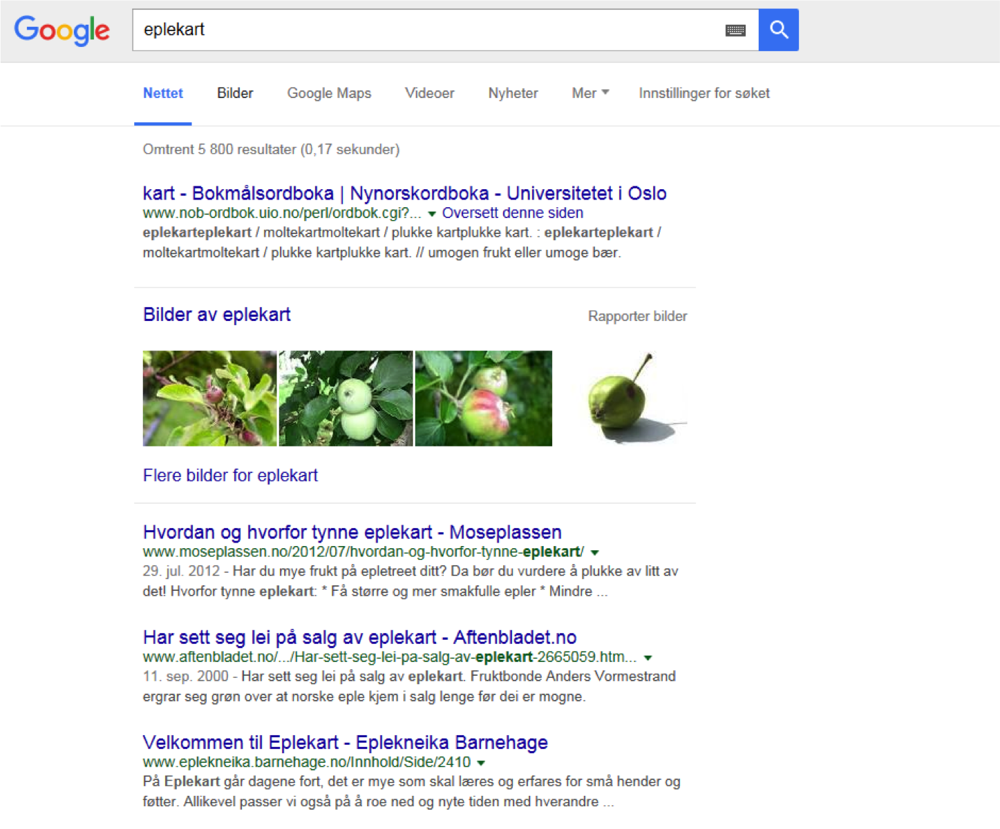 Google eplekart
Nettet Bilder Google Maps Videoer Nyheter Mer Innstillinger for søket
Omtrent 5 800 resultater (0,17 sekunder)
kart - Bokmålsordboka | Nynorskordboka - Universitetet i Oslo
www.nob-ordbok.uio.no/perl/ordbok.cgi?... Oversett denne siden
eplekarteplekart / moltekartmoltekart / plukke kartplukke kart. : eplekarteplekart /
moltekartmoltekart / plukke kartplukke kart. // umogen frukt eller umoge bær.
Bilder av eplekart Rapporter bilder
Flere bilder for eplekart
Hvordan og hvorfor tynne eplekart - Moseplassen
www.moseplassen.no/2012/07/hvordan-og-hvorfor-tynne-eplekart/
29. jul. 2012 - Har du mye frukt på epletreet ditt? Da bør du vurdere å plukke av litt av
det! Hvorfor tynne eplekart: * Få større og mer smakfulle epler * Mindre ...
Har sett seg lei på salg av eplekart - Aftenbladet.no
www.aftenbladet.no/.../Har-sett-seg-lei-pa-salg-av-eplekart-2665059.htm...
11. sep. 2000 - Har sett seg lei på salg av eplekart. Fruktbonde Anders Vormestrand
ergrar seg grøn over at norske eple kjem i salg lenge før dei er mogne.
Velkommen til Eplekart - Eplekneika Barnehage
www.eplekneika.barnehage.no/Innhold/Side/2410
På Eplekart går dagene fort, det er mye som skal læres og erfares for små hender og
føtter. Allikevel passer vi også på å roe ned og nyte tiden med hverandre ...